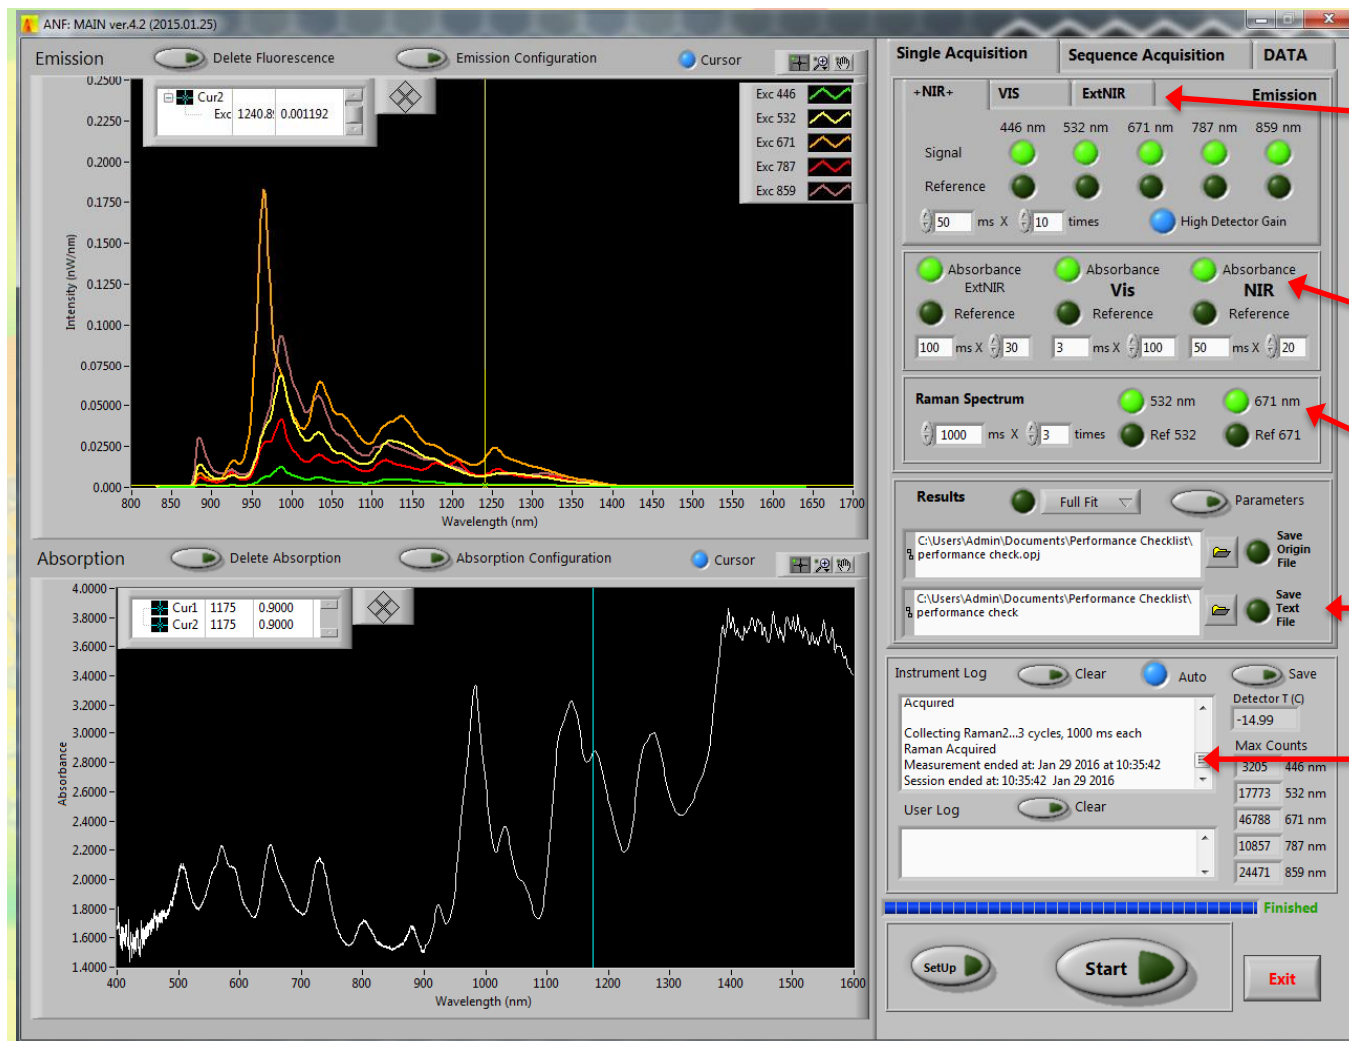 ANF: MAIN ver.4.2 (2015.01.25)
Emission
Delete Fluorescence
Emission Configuration
Cursor
Cur2
Exc 1240.8 0.001192
Exc 446
Exc 532
Exc 671
Exc 787
Exc 859
0.2500
0.2250
0.2000
0.1750
0.1500
0.1250
0.1000
0.07500
0.05000
0.02500
0.000
Intensity (nW/nm)
800 850 900 950 1000 1050 1100 1150 1200 1250 1300 1350 1400 1450 1500 1550 1600 1650 1700
Wavelength (nm)
Absorption
Delete Absorption
Absorption Configuration
Cursor
Cur1 1175 0.9000
Cur2 1175 0.9000
4.0000
3.8000
3.6000
3.4000
3.2000
3.0000
2.8000
2.6000
2.4000
2.2000
2.0000
1.8000
1.6000
1.4000
Absorbance
400 500 600 700 800 900 1000 1100 1200 1300 1400 1500 1600
Wavelength (nm)
Single Acquisition
Sequence Acquisition
DATA
+NIR+
VIS
ExtNIR
Emission
446 nm 532 nm 671 nm 787 nm 859 nm
Signal
Reference
50 ms X 10 times
High Detector Gain
Absorbance
ExtNIR
Reference
100 ms X 30
Absorbance
Vis
Reference
3 ms X 100
Absorbance
NIR
Reference
50 ms X 20
Raman Spectrum
532 nm
671 nm
1000 ms X 3 times
Ref 532
Ref 671
Results
Full Fit
Parameters
C:\Users\Admin\Documents\Performance Checklist\
performance check.opj
Save
Origin
File
C:\Users\Admin\Documents\Performance Checklist\
performance check
Save
Text
File
Instrument Log
Clear
Auto
Save
Acquired
Collecting Raman2...3 cycles, 1000 ms each
Raman Acquired
Measurement ended at: Jan 29 2016 at 10:35:42
Session ended at: 10:35:42 Jan 29 2016
Detector T (C)
-14.99
Max Counts
3205 446 nm
17773 532 nm
46788 671 nm
10857 787 nm
24471 859 nm
User Log
Clear
Finished
SetUp
Start
Exit